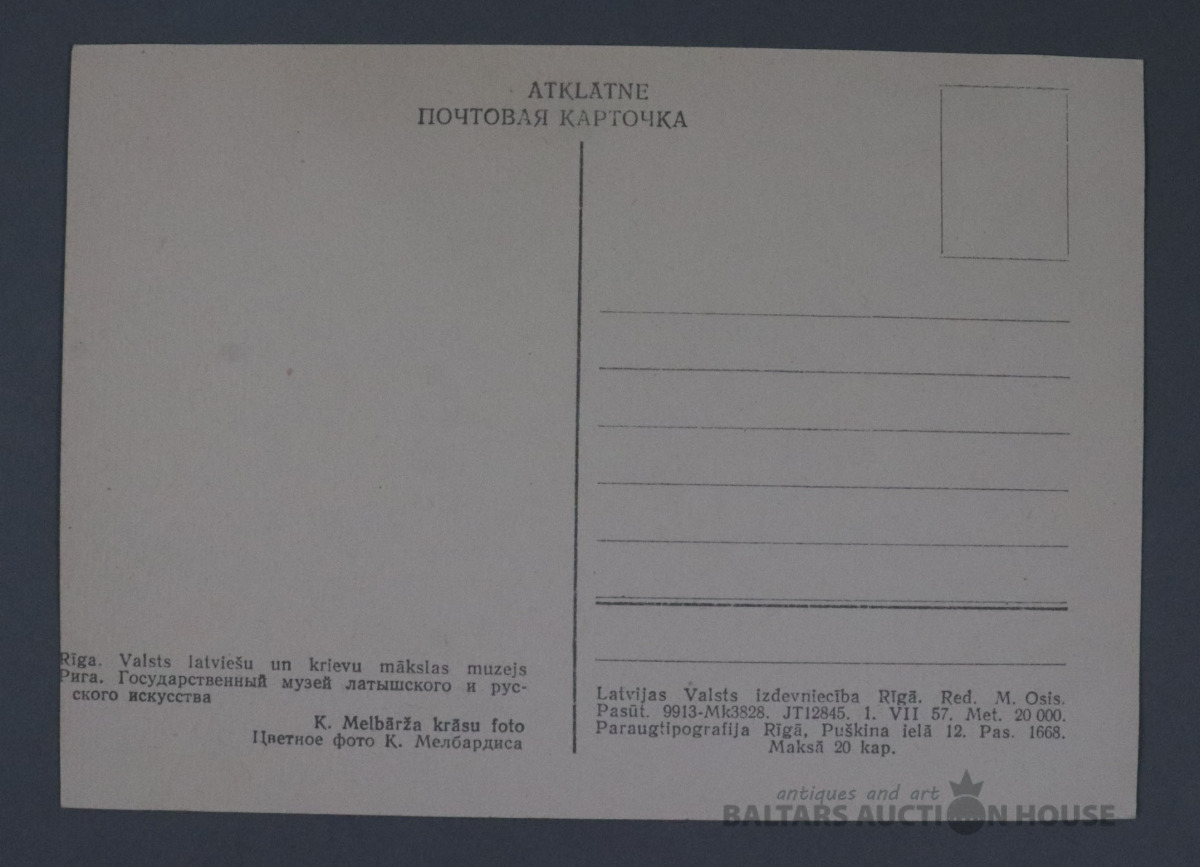 ATKLATNE
ПОЧТОВАЯ КАРТОЧКА
Rīga. Valsts latviešu un krievu mākslas muzejs
Рига. Государственный музей латышского и рус-
ского искусства
K. Melbārža krāsu foto
Цветное фото К. Мелбардиса
Latvijas Valsts izdevniecība Rīgā. Red. M. Osis.
Pasūt. 9913-Mk3828. JT12845. 1. VII 57. Met. 20 000.
Paraugtipografija Rīgā, Puškina ielā 12. Pas. 1668.
Maksā 20 kap.
antiques and art
BALTARS AUCTION HOUSE